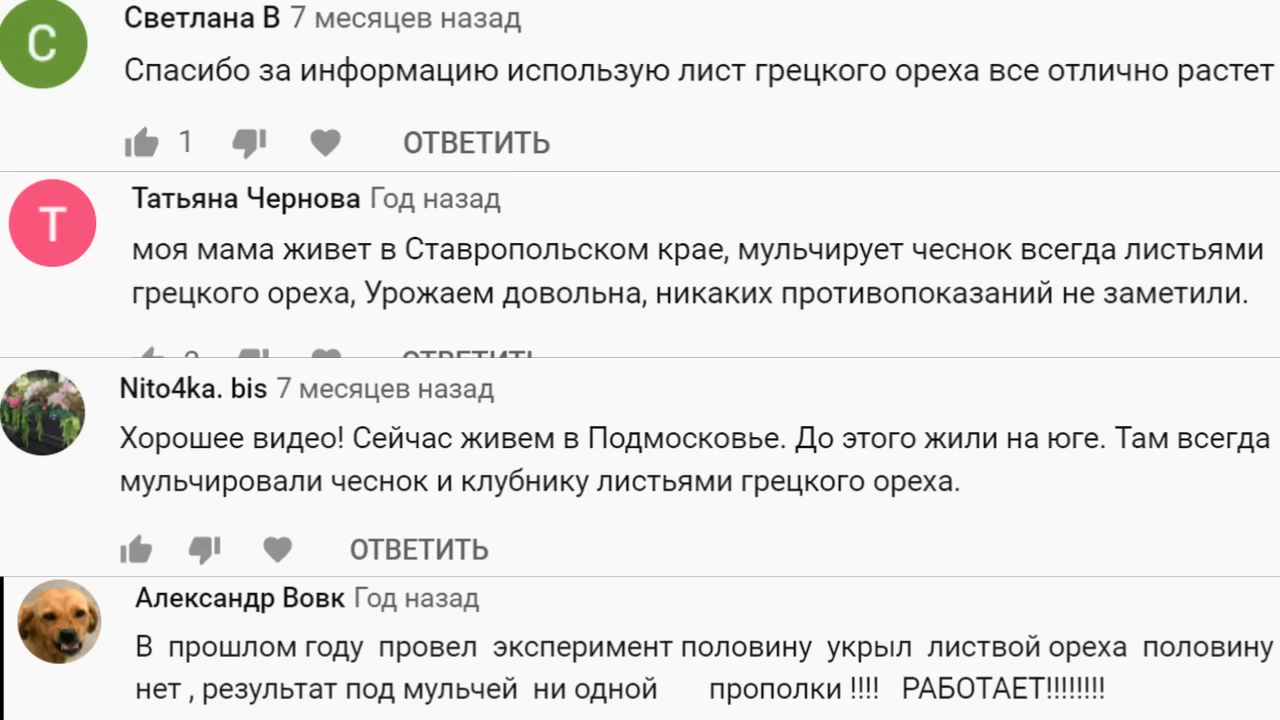 С
Светлана В 7 месяцев назад
Спасибо за информацию использую лист грецкого ореха все отлично растет
1 ОТВЕТИТЬ
Т
Татьяна Чернова Год назад
моя мама живет в Ставропольском крае, мульчирует чеснок всегда листьями
грецкого ореха, Урожаем довольна, никаких противопоказаний не заметили.
ОТВЕТИТЬ
Nito4ka. bis 7 месяцев назад
Хорошее видео! Сейчас живем в Подмосковье. До этого жили на юге. Там всегда
мульчировали чеснок и клубнику листьями грецкого ореха.
ОТВЕТИТЬ
Александр Вовк Год назад
В прошлом году провел эксперимент половину укрыл листвой ореха половину
нет , результат под мульчей ни одной прополки !!!! РАБОТАЕТ!!!!!!!!